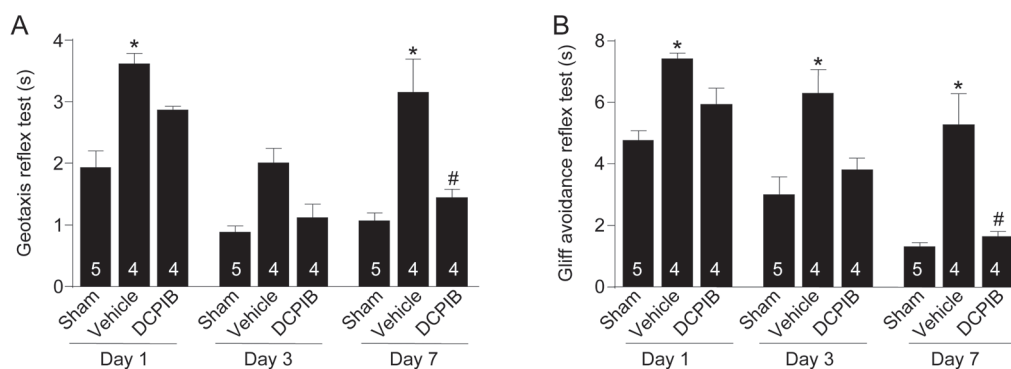 A
Geotaxis reflex test (s)
4
3
2
1
0
*
*
#
5 4 4 5 4 4 5 4 4
Sham Vehicle DCPIB Sham Vehicle DCPIB Sham Vehicle DCPIB
Day 1 Day 3 Day 7
B
Gliff avoidance reflex test (s)
8
6
4
2
0
*
*
*
#
5 4 4 5 4 4 5 4 4
Sham Vehicle DCPIB Sham Vehicle DCPIB Sham Vehicle DCPIB
Day 1 Day 3 Day 7